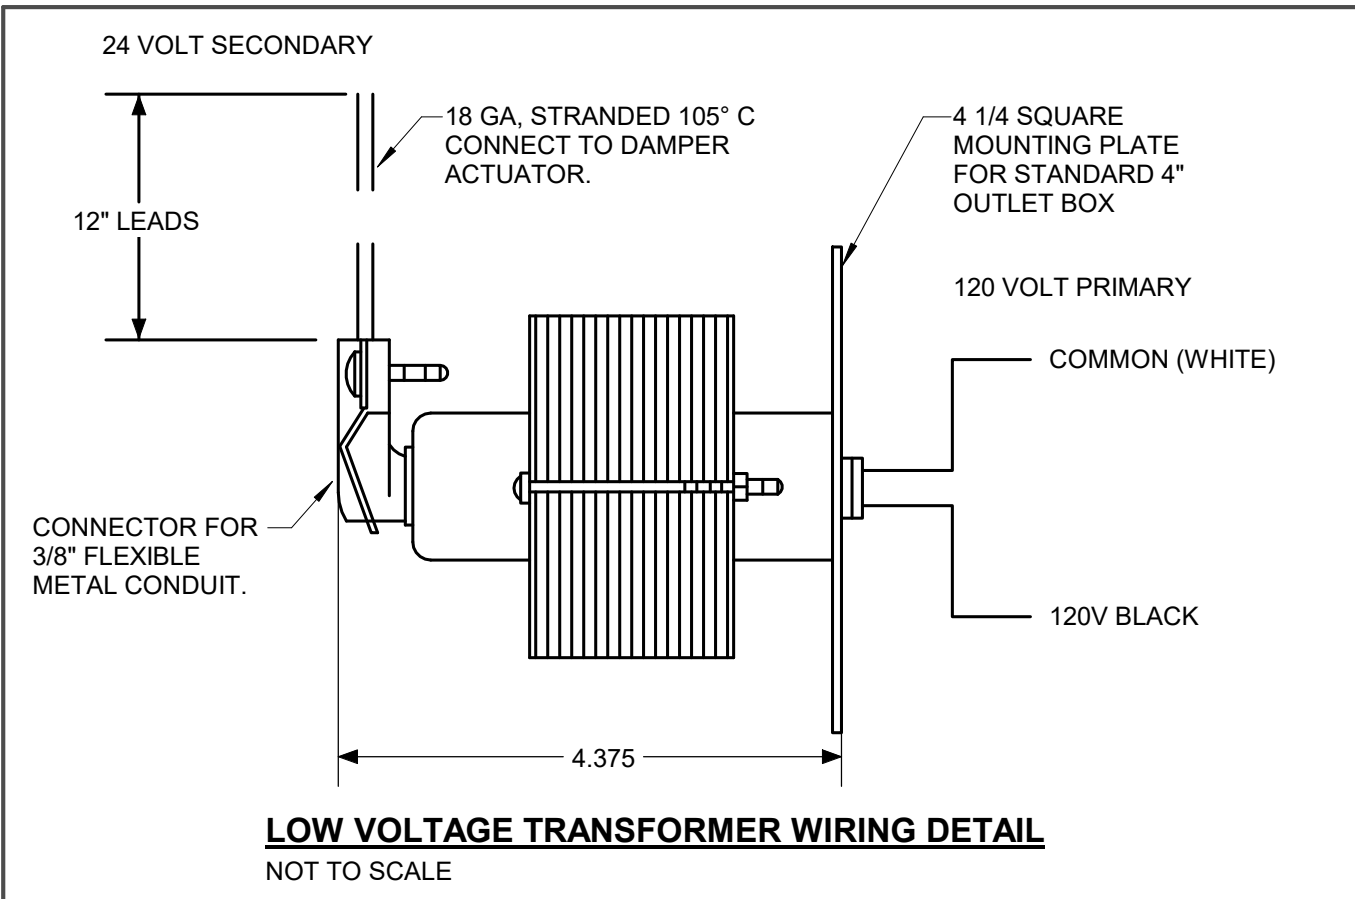 24 VOLT SECONDARY
18 GA, STRANDED 105° C
CONNECT TO DAMPER
ACTUATOR.
4 1/4 SQUARE
MOUNTING PLATE
FOR STANDARD 4"
OUTLET BOX
12" LEADS
120 VOLT PRIMARY
COMMON (WHITE)
CONNECTOR FOR
3/8" FLEXIBLE
METAL CONDUIT.
120V BLACK
4.375
LOW VOLTAGE TRANSFORMER WIRING DETAIL
NOT TO SCALE